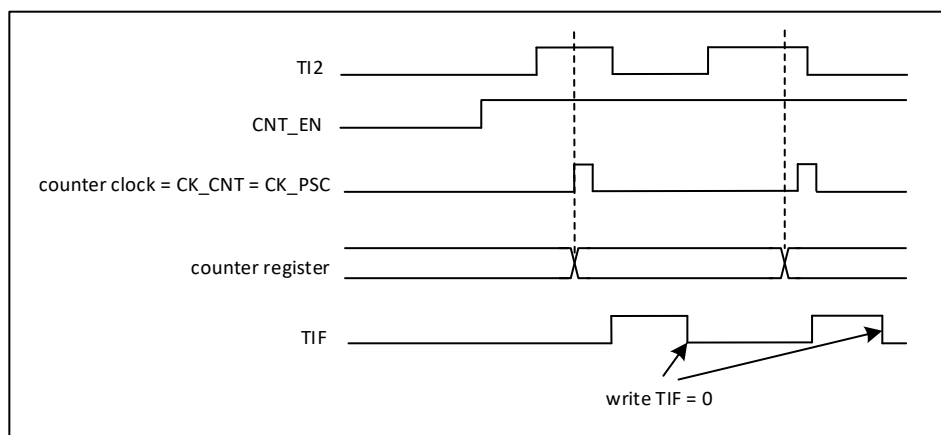 TI2
CNT_EN
counter clock = CK_CNT = CK_PSC
counter register
TIF
write TIF = 0